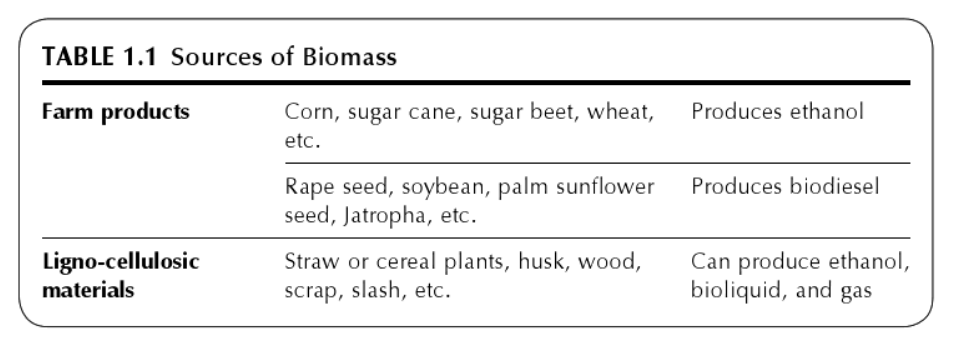 TABLE 1.1 Sources of Biomass
Farm products Corn, sugar cane, sugar beet, wheat, Produces ethanol
etc.
Rape seed, soybean, palm sunflower Produces biodiesel
seed, Jatropha, etc.
Ligno-cellulosic Straw or cereal plants, husk, wood, Can produce ethanol,
materials scrap, slash, etc. bioliquid, and gas